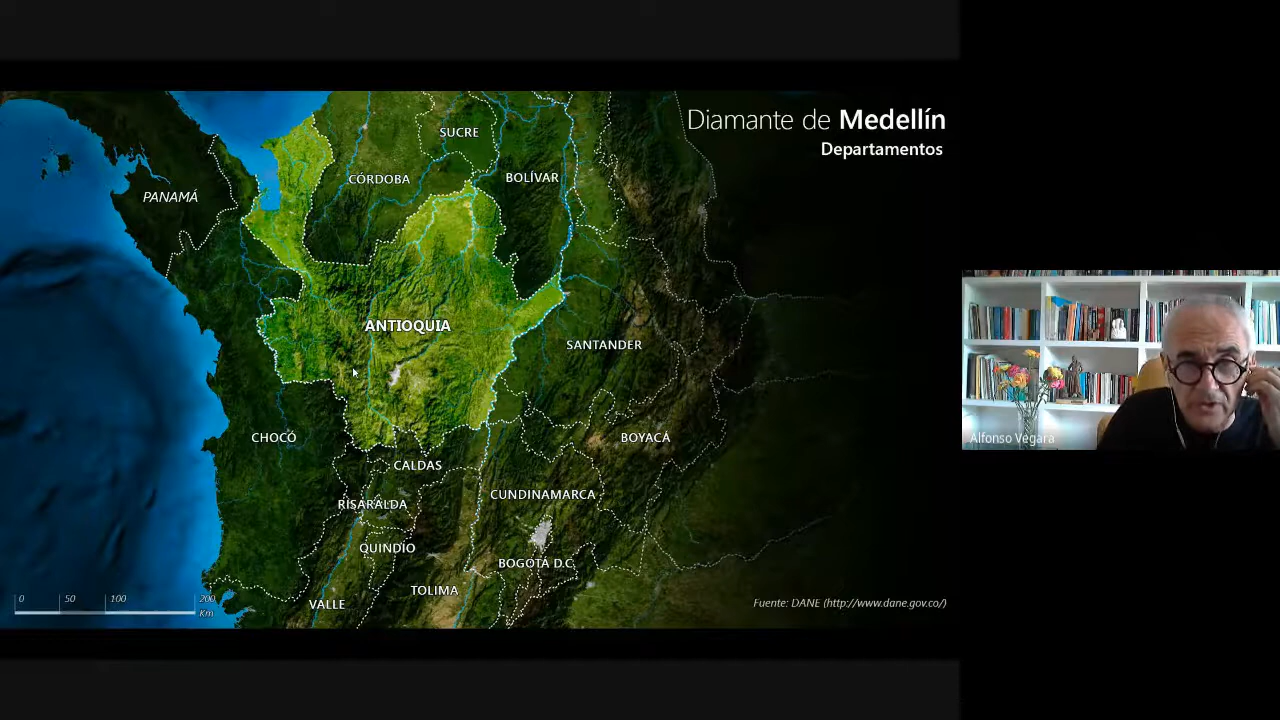 Diamante de Medellín
Departamentos
SUCRE
CÓRDOBA
BOLÍVAR
PANAMÁ
ANTIOQUIA
SANTANDER
CHOCÓ
BOYACÁ
CALDAS
CUNDINAMARCA
RISARALDA
QUINDÍO
BOGOTÁ D.C.
TOLIMA
VALLE
0 50 100 200
Km
Fuente: DANE (http://www.dane.gov.co/)
Alfonso Vegara